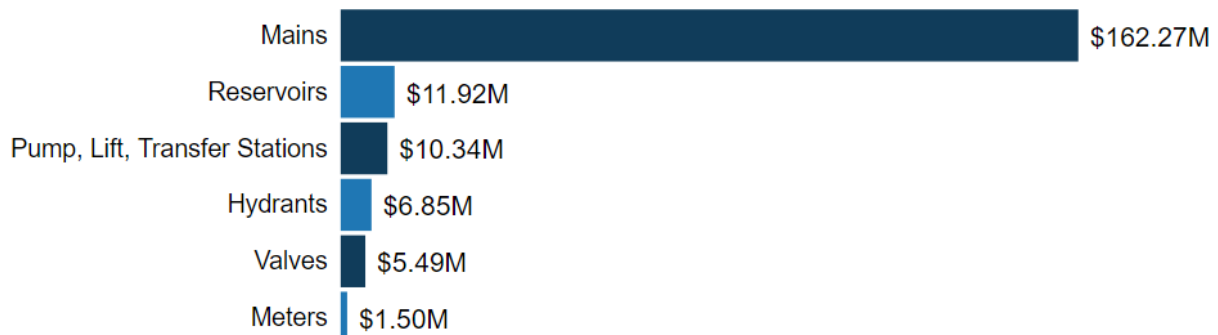 Mains $162.27M
Reservoirs $11.92M
Pump, Lift, Transfer Stations $10.34M
Hydrants $6.85M
Valves $5.49M
Meters $1.50M